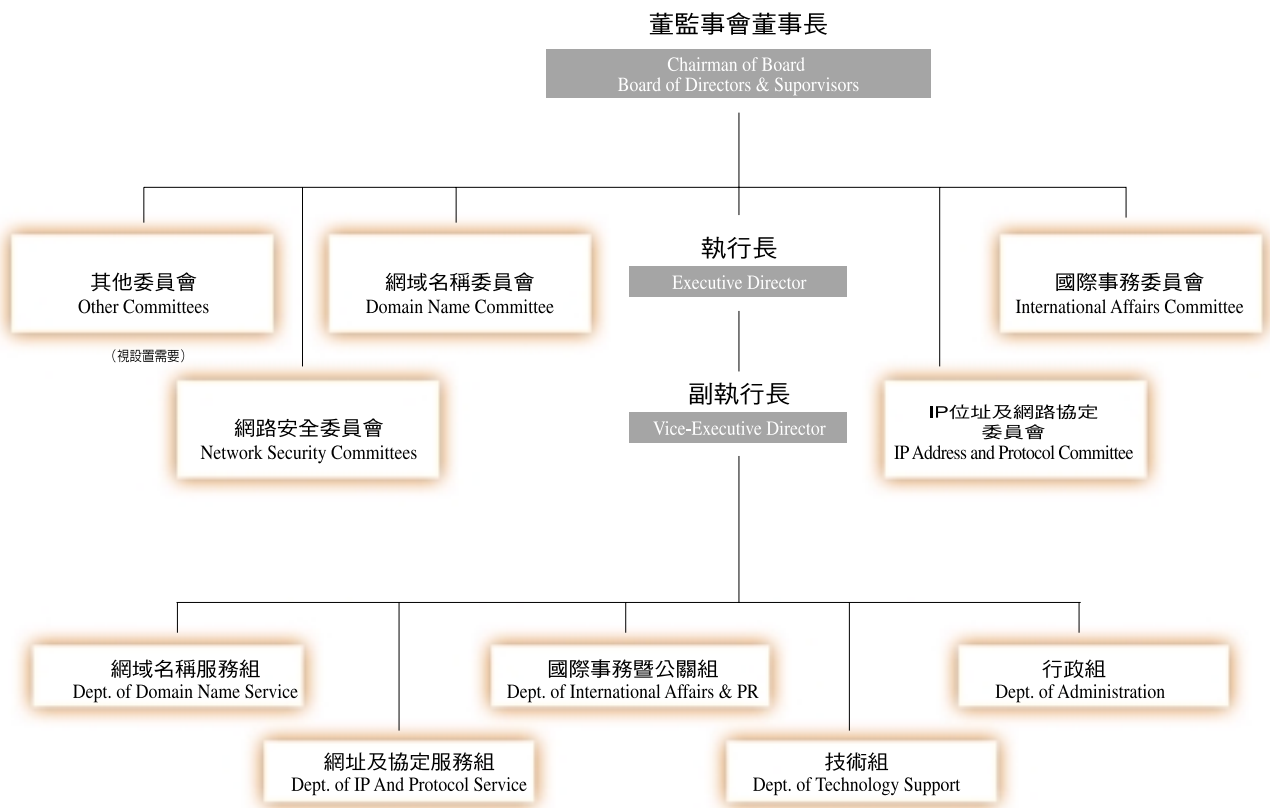 董監事會董事長
Chairman of Board
Board of Directors & Suporvisors
其他委員會
Other Committees
(視設置需要)
網域名稱委員會
Domain Name Committee
執行長
Executive Director
國際事務委員會
International Affairs Committee
網路安全委員會
Network Security Committees
副執行長
Vice-Executive Director
IP位址及網路協定
委員會
IP Address and Protocol Committee
網域名稱服務組
Dept. of Domain Name Service
國際事務暨公關組
Dept. of International Affairs & PR
行政組
Dept. of Administration
網址及協定服務組
Dept. of IP And Protocol Service
技術組
Dept. of Technology Support